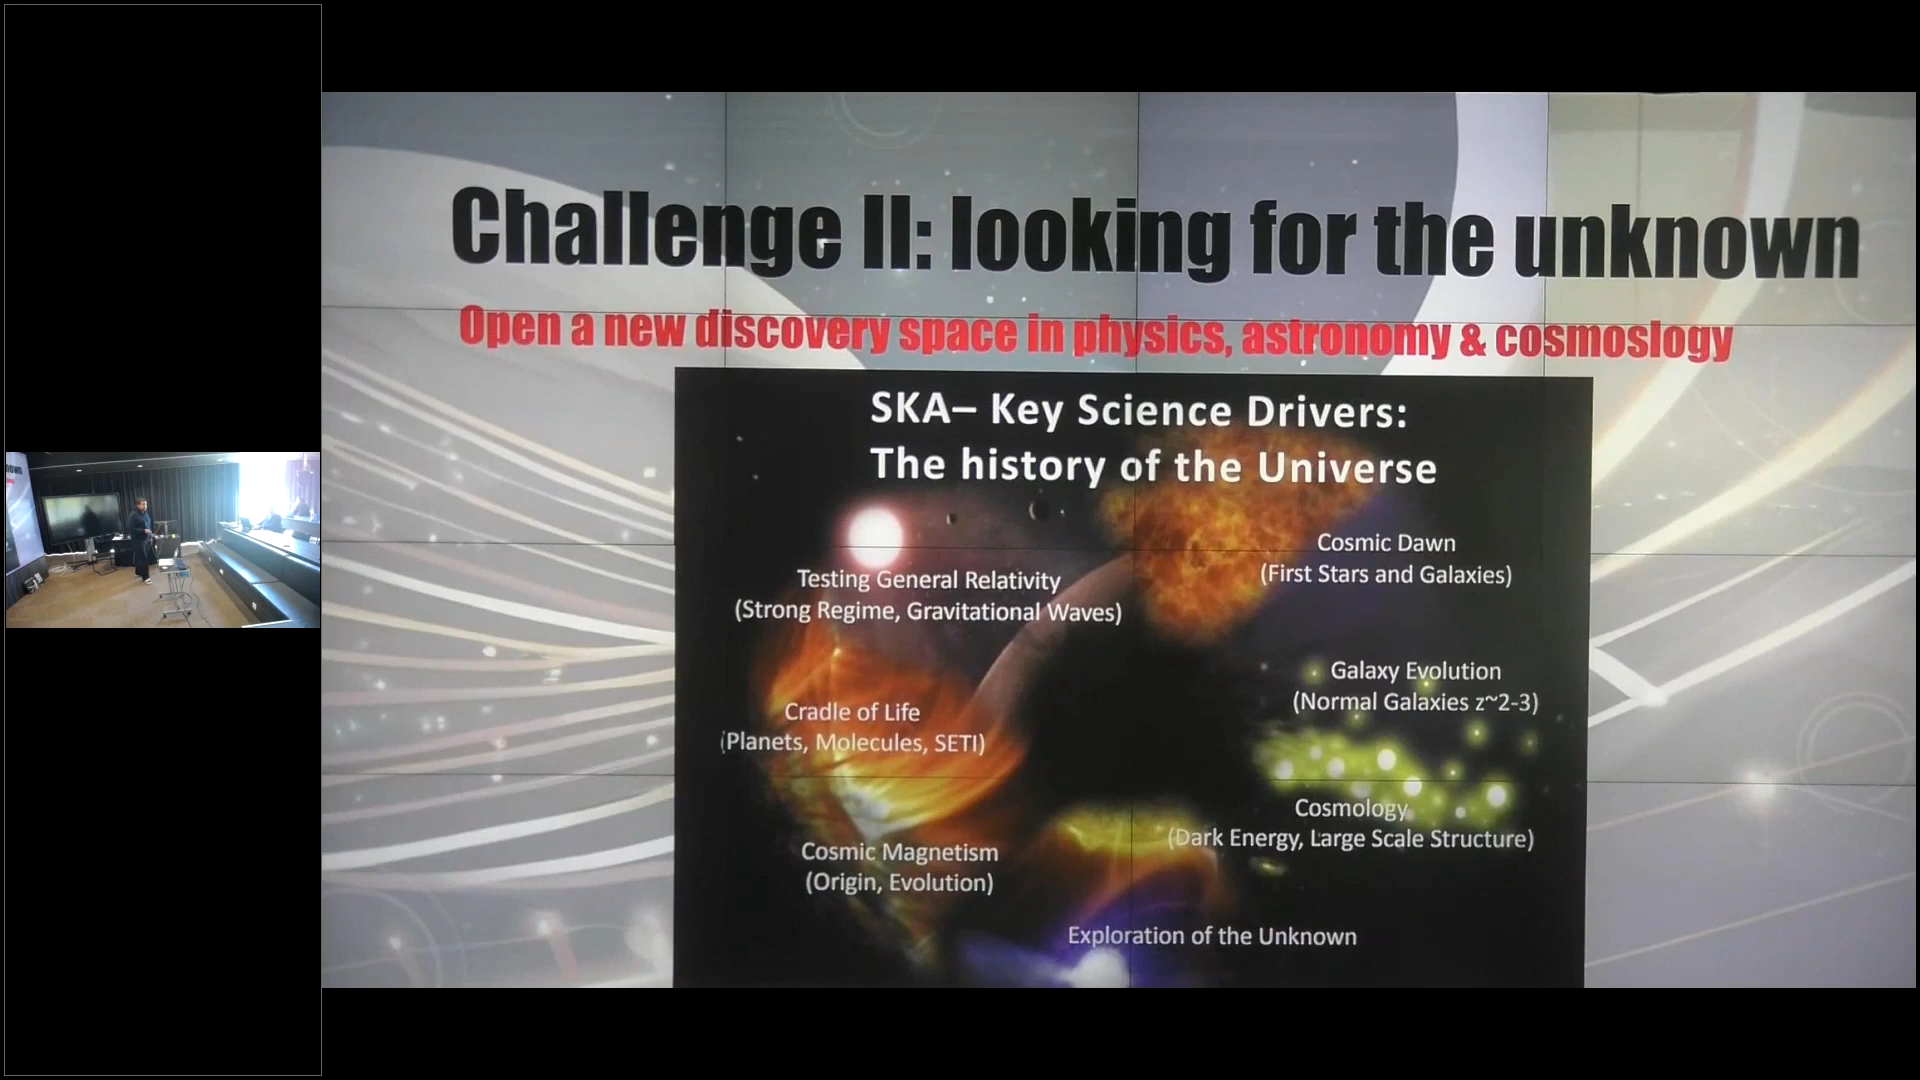 Challenge II: looking for the unknown
Open a new discovery space in physics, astronomy & cosmoslogy
SKA– Key Science Drivers:
The history of the Universe
Testing General Relativity
(Strong Regime, Gravitational Waves)
Cosmic Dawn
(First Stars and Galaxies)
Cradle of Life
(Planets, Molecules, SETI)
Galaxy Evolution
(Normal Galaxies z~2-3)
Cosmic Magnetism
(Origin, Evolution)
Cosmology
(Dark Energy, Large Scale Structure)
Exploration of the Unknown